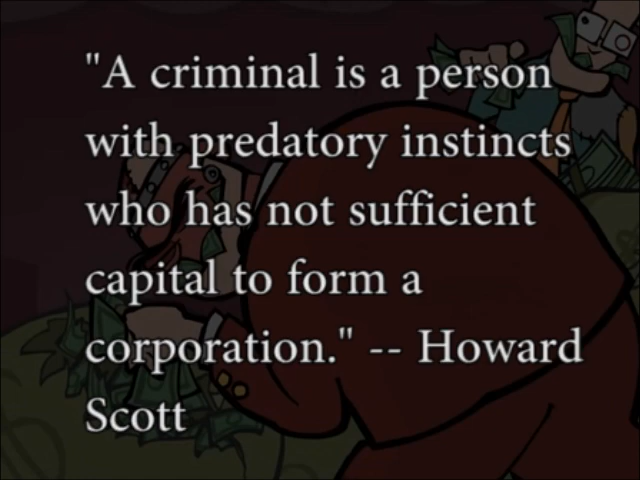 "A criminal is a person
with predatory instincts
who has not sufficient
capital to form a
corporation." -- Howard
Scott